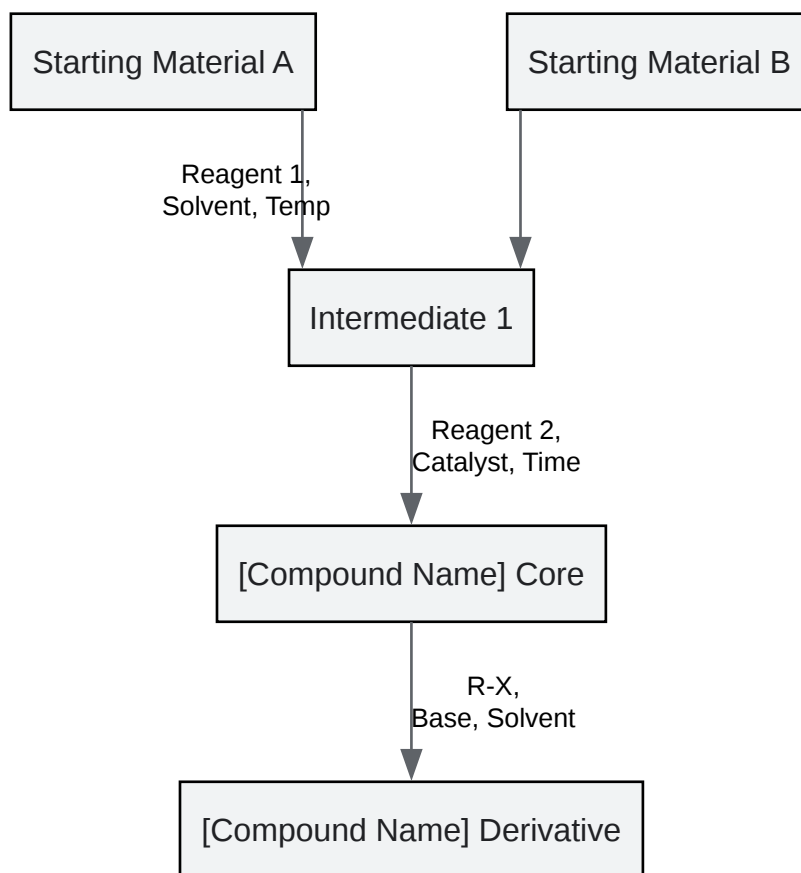 Starting Material A
Starting Material B
Reagent 1,
Solvent, Temp
Intermediate 1
Reagent 2,
Catalyst, Time
[Compound Name] Core
R-X,
Base, Solvent
[Compound Name] Derivative